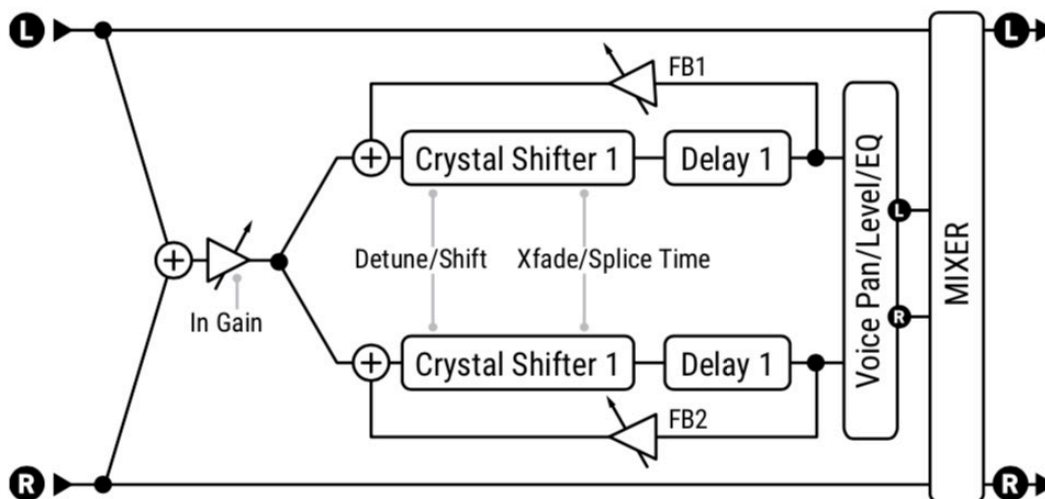 L
L
FB1
Crystal Shifter 1
Delay 1
L
Detune/Shift
Xfade/Splice Time
In Gain
R
Voice Pan/Level/EQ
MIXER
Crystal Shifter 1
Delay 1
FB2
R
R